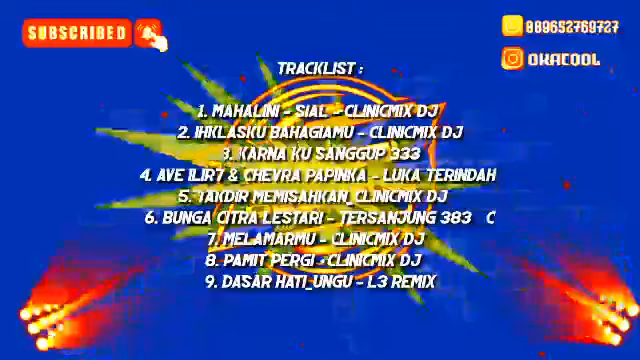 SUBSCRIBED
089652769727
OKACOOL
TRACKLIST :
1. MAHALINI - SIAL - CLINICMIX DJ
2. IHKLASKU BAHAGIAMU - CLINICMIX DJ
3. KARNA KU SANGGUP 333
4. AVE ILIR7 & CHEVRA PAPINKA - LUKA TERINDAH
5. TAKDIR MEMISAHKAN_CLINICMIX DJ
6. BUNGA CITRA LESTARI - TERSANJUNG 383 C
7. MELAMARMU - CLINICMIX DJ
8. PAMIT PERGI - CLINICMIX DJ
9. DASAR HATI_UNGU - L3 REMIX